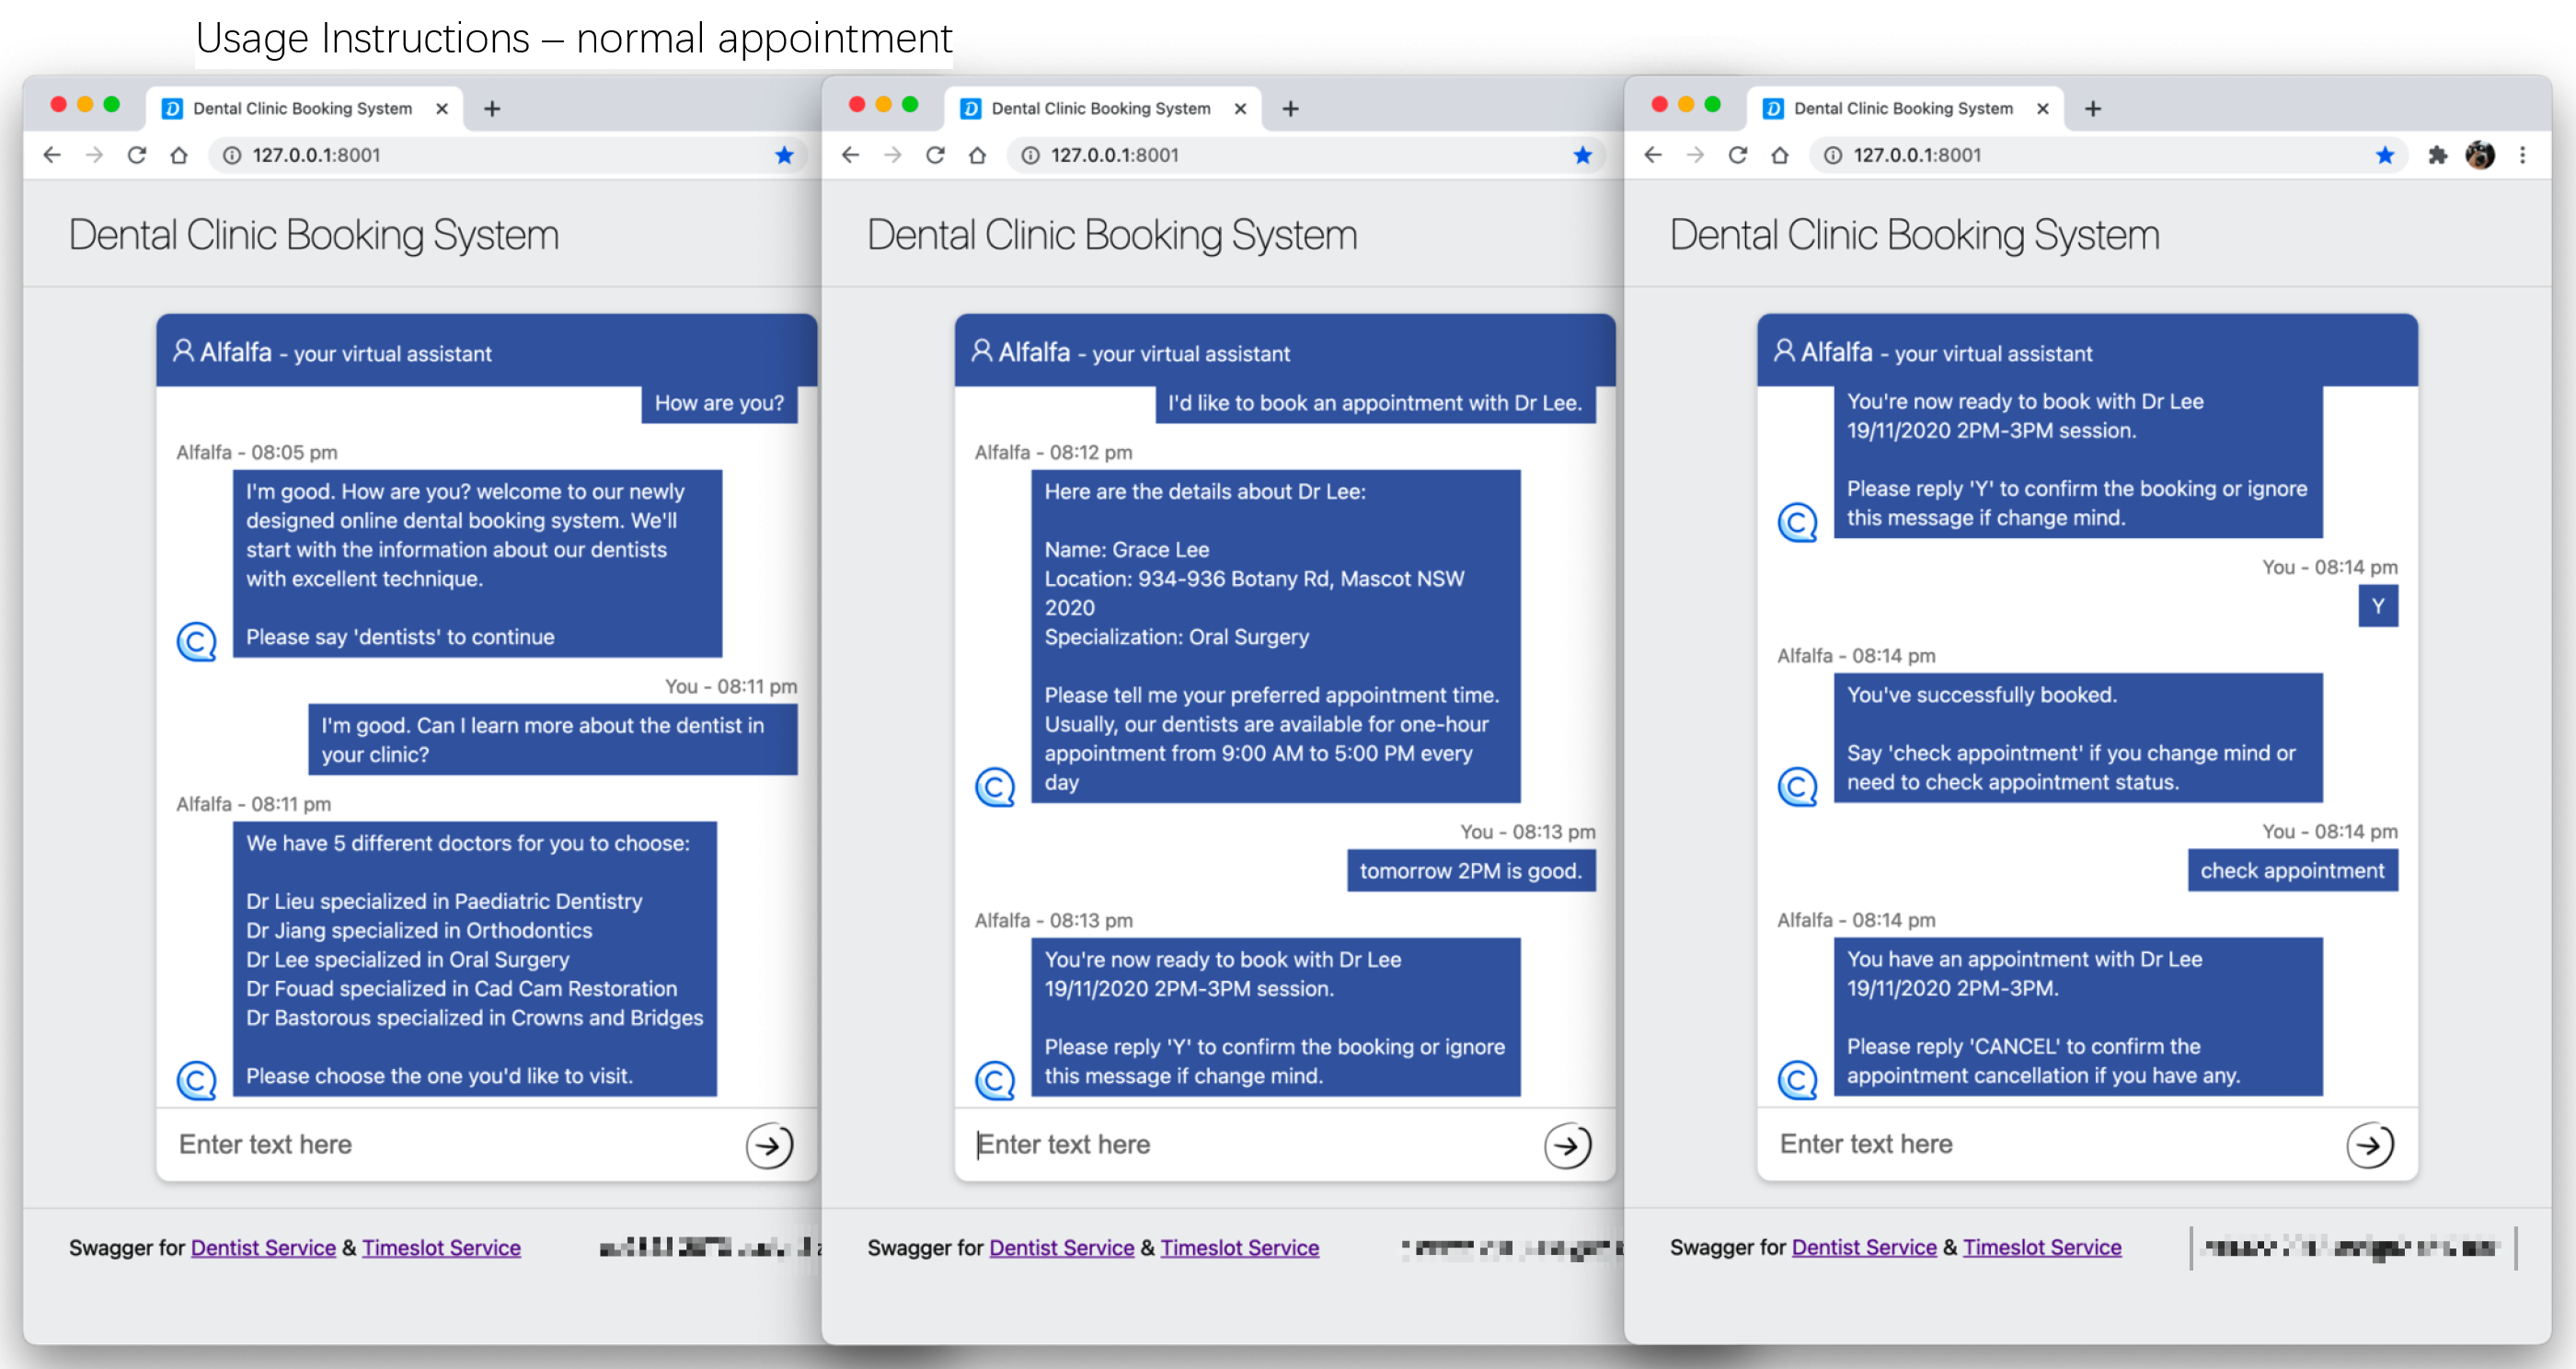 Usage Instructions – normal appointment
Dental Clinic Booking System
127.0.0.1:8001
Dental Clinic Booking System
Alfalfa - your virtual assistant
How are you?
Alfalfa - 08:05 pm
I'm good. How are you? welcome to our newly
designed online dental booking system. We'll
start with the information about our dentists
with excellent technique.
Please say 'dentists' to continue
You - 08:11 pm
I'm good. Can I learn more about the dentist in
your clinic?
Alfalfa - 08:11 pm
We have 5 different doctors for you to choose:
Dr Lieu specialized in Paediatric Dentistry
Dr Jiang specialized in Orthodontics
Dr Lee specialized in Oral Surgery
Dr Fouad specialized in Cad Cam Restoration
Dr Bastorous specialized in Crowns and Bridges
Please choose the one you'd like to visit.
Enter text here
Swagger for Dentist Service & Timeslot Service
Dental Clinic Booking System
127.0.0.1:8001
Dental Clinic Booking System
Alfalfa - your virtual assistant
I'd like to book an appointment with Dr Lee.
Alfalfa - 08:12 pm
Here are the details about Dr Lee:
Name: Grace Lee
Location: 934-936 Botany Rd, Mascot NSW
2020
Specialization: Oral Surgery
Please tell me your preferred appointment time.
Usually, our dentists are available for one-hour
appointment from 9:00 AM to 5:00 PM every
day
You - 08:13 pm
tomorrow 2PM is good.
Alfalfa - 08:13 pm
You're now ready to book with Dr Lee
19/11/2020 2PM-3PM session.
Please reply 'Y' to confirm the booking or ignore
this message if change mind.
Enter text here
Swagger for Dentist Service & Timeslot Service
Dental Clinic Booking System
127.0.0.1:8001
Dental Clinic Booking System
Alfalfa - your virtual assistant
You're now ready to book with Dr Lee
19/11/2020 2PM-3PM session.
Please reply 'Y' to confirm the booking or ignore
this message if change mind.
You - 08:14 pm
Y
Alfalfa - 08:14 pm
You've successfully booked.
Say 'check appointment' if you change mind or
need to check appointment status.
You - 08:14 pm
check appointment
Alfalfa - 08:14 pm
You have an appointment with Dr Lee
19/11/2020 2PM-3PM.
Please reply 'CANCEL' to confirm the
appointment cancellation if you have any.
Enter text here
Swagger for Dentist Service & Timeslot Service